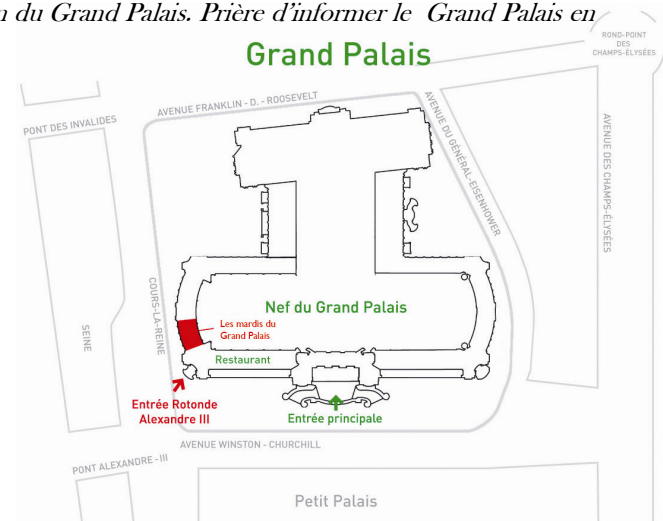 n du Grand Palais. Prière d'informer le  Grand Palais en
ROND-POINT
DES
CHAMPS-ÉLYSÉES
Grand Palais
AVENUE FRANKLIN - D. - ROOSEVELT
PONT DES INVALIDES
AVENUE DU GÉNÉRAL-EISENHOWER
AVENUE DES CHAMPS-ÉLYSÉES
COURS-LA-REINE
SEINE
Nef du Grand Palais
Les mardis du
Grand Palais
Restaurant
Entrée Rotonde
Alexandre III
Entrée principale
AVENUE WINSTON - CHURCHILL
PONT ALEXANDRE - III
Petit Palais